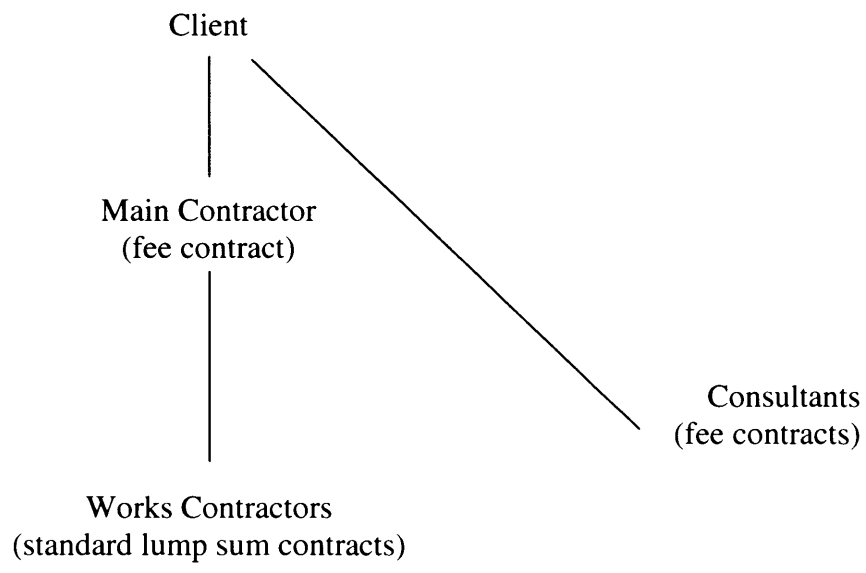 Client
Main Contractor
(fee contract)
Consultants
(fee contracts)
Works Contractors
(standard lump sum contracts)